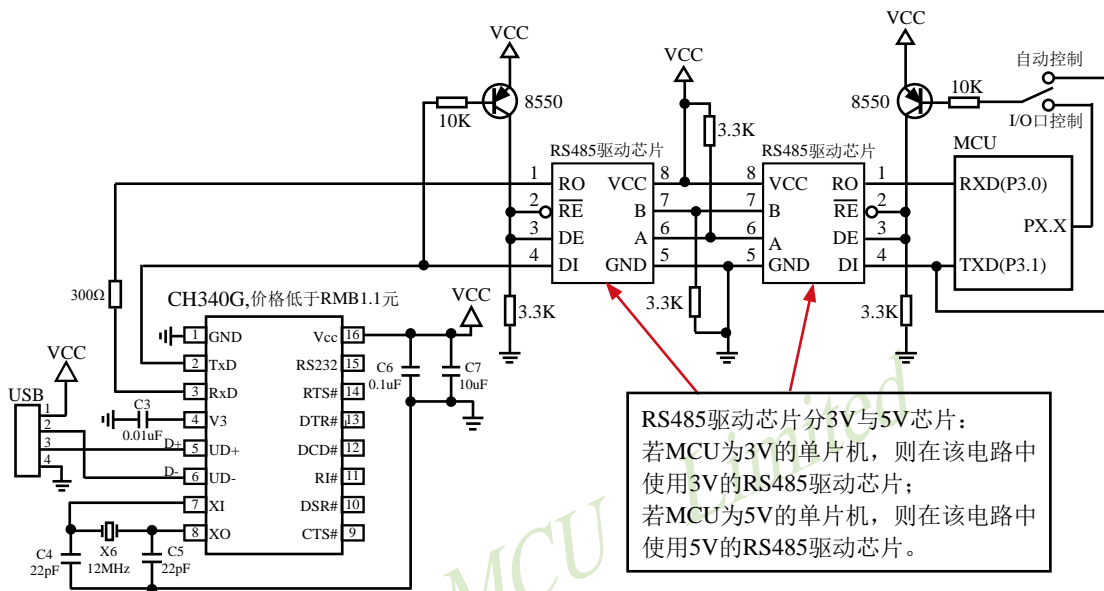 VCC
VCC
VCC
自动控制
8550
8550
10K
10K
I/O口控制
3.3K
MCU
RS485驱动芯片
RS485驱动芯片
1 RO VCC 8
2 RE B 7
3 DE A 6
4 DI GND 5
8 VCC RO 1
7 B RE 2
6 A DE 3
5 GND DI 4
RXD(P3.0)
PX.X
TXD(P3.1)
300Ω
3.3K
3.3K
3.3K
CH340G,价格低于RMB1.1元
VCC
1 GND Vcc 16
2 TxD RS232 15
3 RxD RTS# 14
4 V3 DTR# 13
5 UD+ DCD# 12
6 UD- RI# 11
7 XI DSR# 10
8 XO CTS# 9
C6
0.1uF
C7
10uF
VCC
USB
1
2
3
4
C3
0.01uF
D+
D-
C4
22pF
X6
12MHz
C5
22pF
RS485驱动芯片分3V与5V芯片：
若MCU为3V的单片机，则在该电路中
使用3V的RS485驱动芯片；
若MCU为5V的单片机，则在该电路中
使用5V的RS485驱动芯片。
MCU Limited